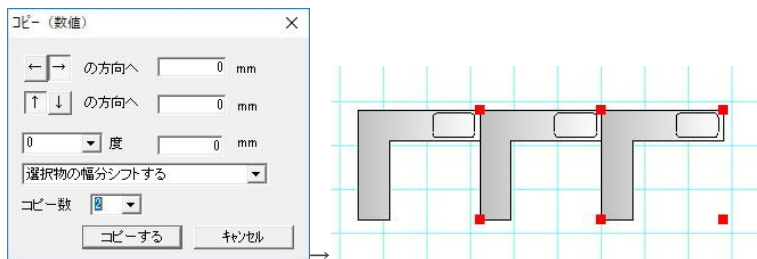 コピー（数値）
← → の方向へ 0 mm
↑ ↓ の方向へ 0 mm
0 度 0 mm
選択物の幅分シフトする
コピー数 2
コピーする キャンセル
→